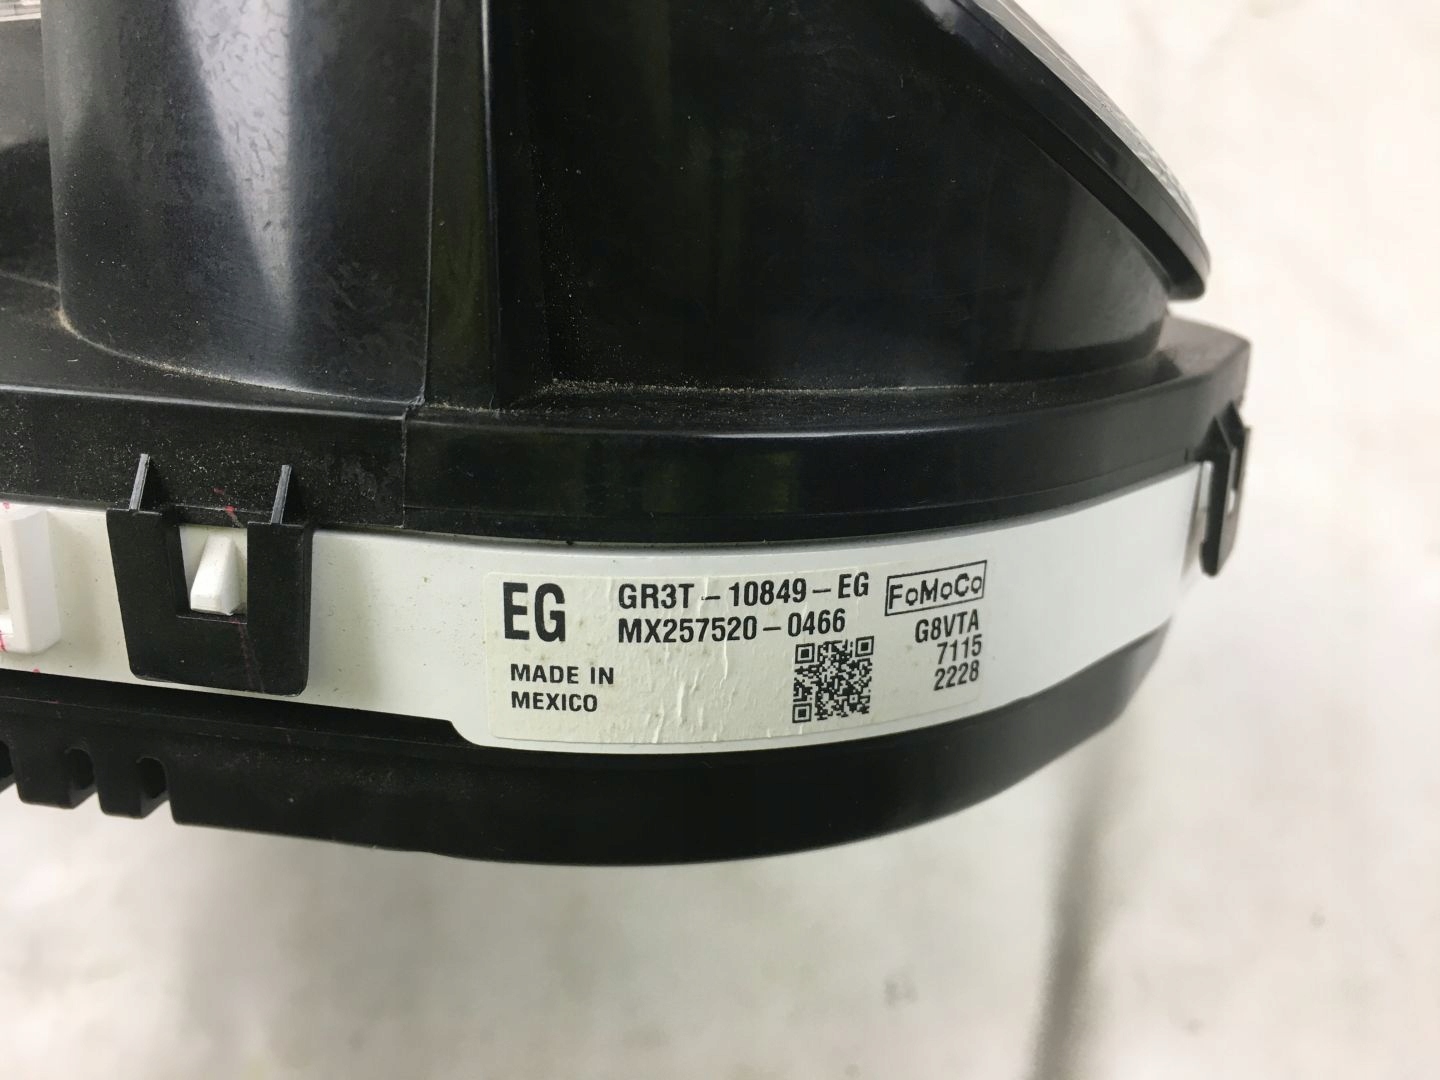 EG
GR3T-10849-EG
FoMoCo
MX257520-0466
G8VTA
7115
2228
MADE IN
MEXICO